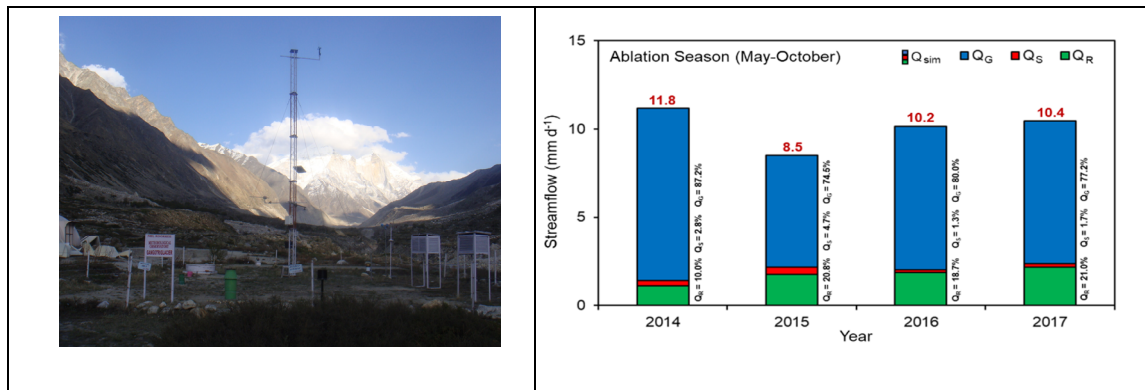 15
10
5
0
Streamflow (mm d⁻¹)
Ablation Season (May-October)
Qsim QG QS QR
11.8
8.5
10.2
10.4
QR = 10.0% QS = 2.8% QG = 87.2%
QR = 20.8% QS = 4.7% QG = 74.5%
QR = 18.7% QS = 1.3% QG = 80.0%
QR = 21.0% QS = 1.7% QG = 77.2%
2014 2015 2016 2017
Year